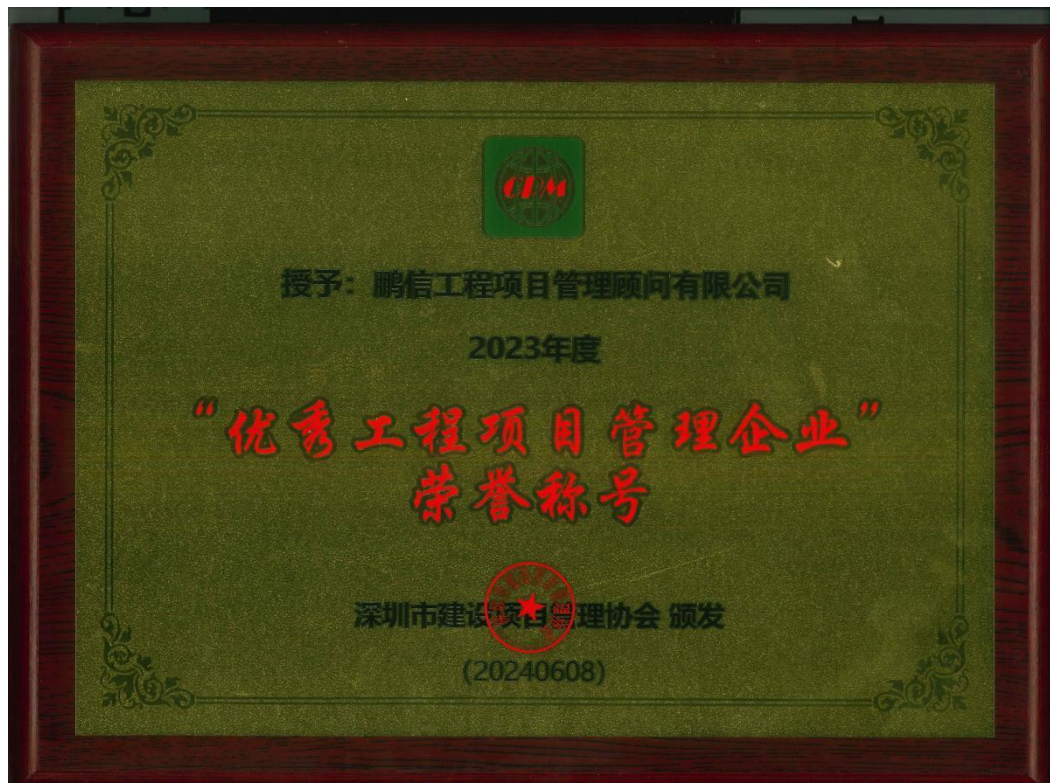 CPM
授予：鹏信工程项目管理顾问有限公司
2023年度
“优秀工程项目管理企业”
荣誉称号
深圳市建设项目管理协会 颁发
(20240608)